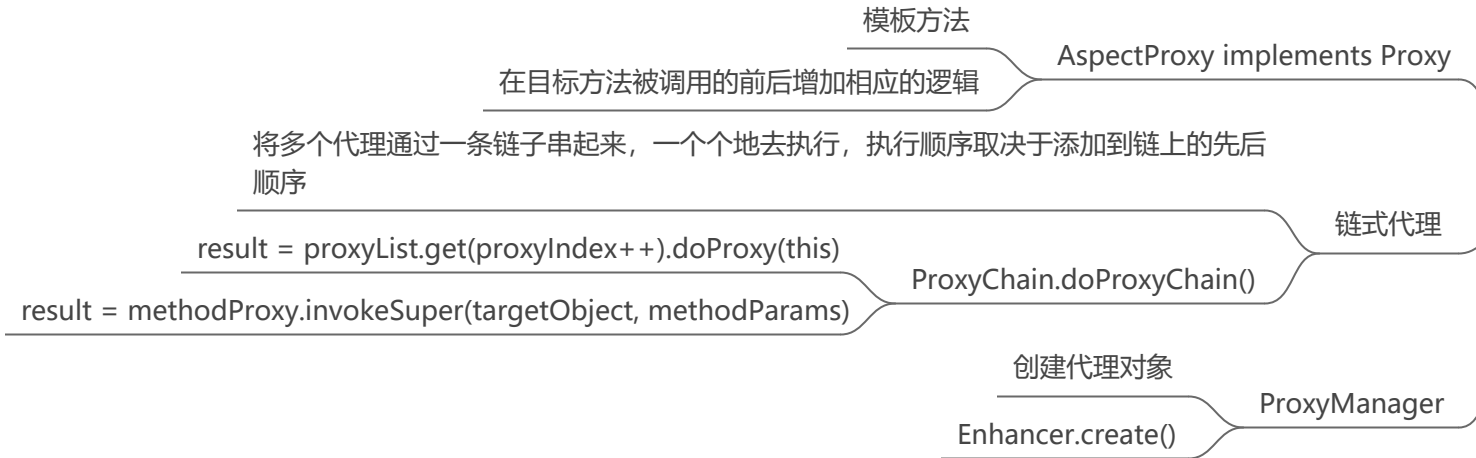 模板方法
AspectProxy implements Proxy
在目标方法被调用的前后增加相应的逻辑
将多个代理通过一条链子串起来，一个个地去执行，执行顺序取决于添加到链上的先后
顺序
链式代理
result = proxyList.get(proxyIndex++).doProxy(this)
ProxyChain.doProxyChain()
result = methodProxy.invokeSuper(targetObject, methodParams)
创建代理对象
ProxyManager
Enhancer.create()